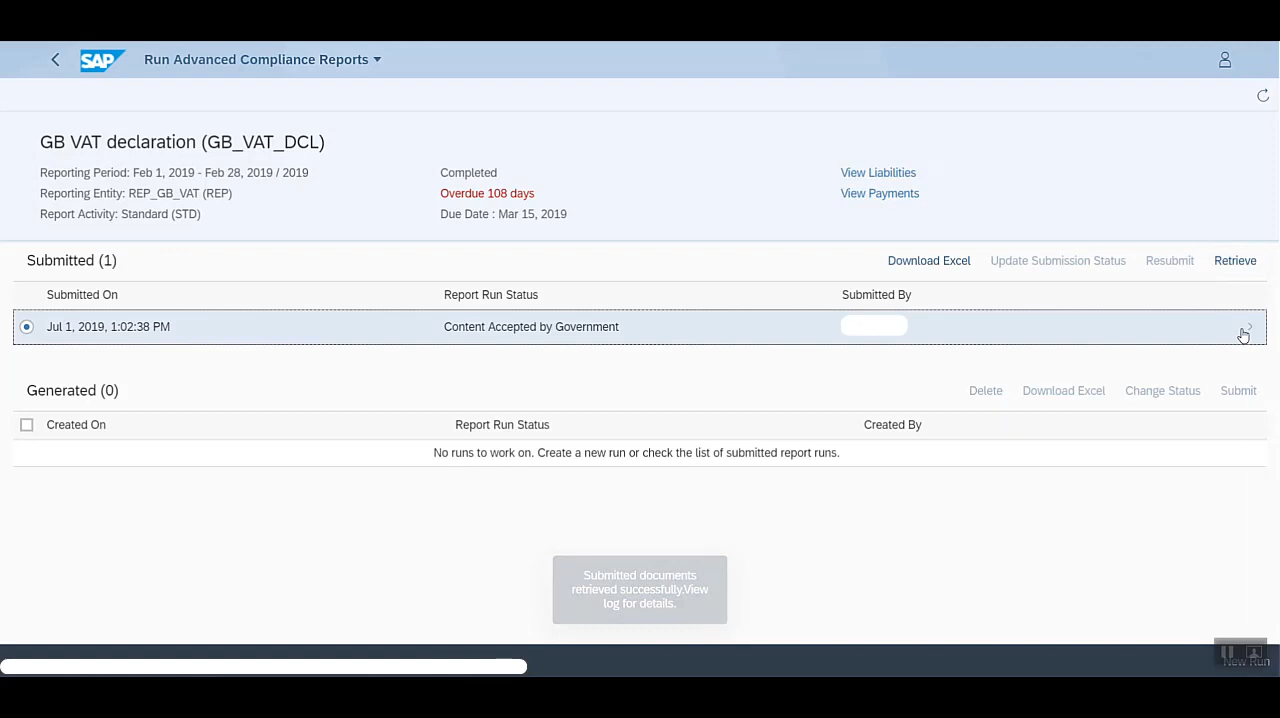 SAP Run Advanced Compliance Reports
GB VAT declaration (GB_VAT_DCL)
Reporting Period: Feb 1, 2019 - Feb 28, 2019 / 2019 Completed View Liabilities
Reporting Entity: REP_GB_VAT (REP) Overdue 108 days View Payments
Report Activity: Standard (STD) Due Date : Mar 15, 2019
Submitted (1) Download Excel Update Submission Status Resubmit Retrieve
Submitted On Report Run Status Submitted By
Jul 1, 2019, 1:02:38 PM Content Accepted by Government
Generated (0) Delete Download Excel Change Status Submit
Created On Report Run Status Created By
No runs to work on. Create a new run or check the list of submitted report runs.
Submitted documents
retrieved successfully.View
log for details.
New Run